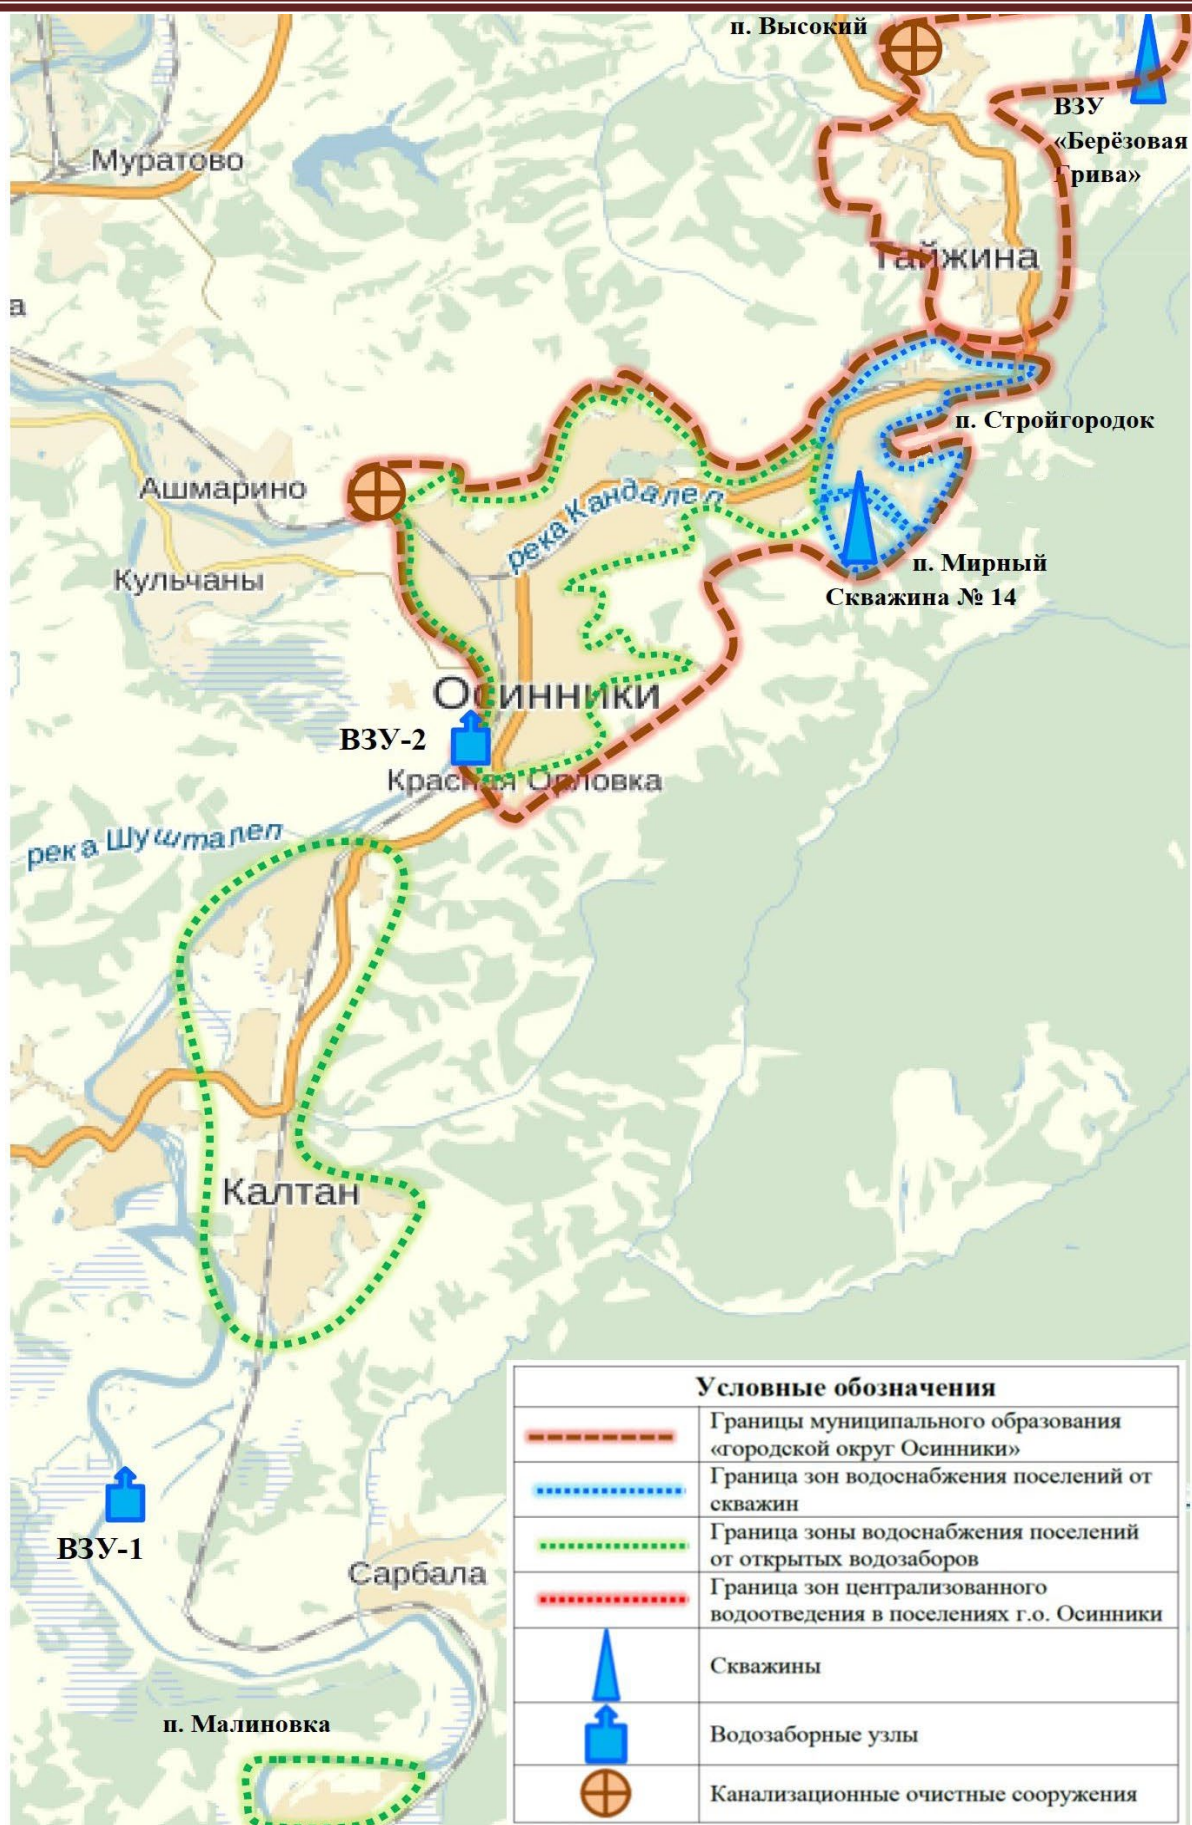 п. Высокий
ВЗУ
«Берёзовая
Грива»
Муратово
Тайжина
а
п. Стройгородок
Ашмарино
река Кандалеп
Кульчаны
п. Мирный
Скважина № 14
Осинники
ВЗУ-2
Красная Орловка
река Шушталеп
Калтан
ВЗУ-1
Сарбала
п. Малиновка
Условные обозначения
Границы муниципального образования
«городской округ Осинники»
Граница зон водоснабжения поселений от
скважин
Граница зоны водоснабжения поселений
от открытых водозаборов
Граница зон централизованного
водоотведения в поселениях г.о. Осинники
Скважины
Водозаборные узлы
Канализационные очистные сооружения